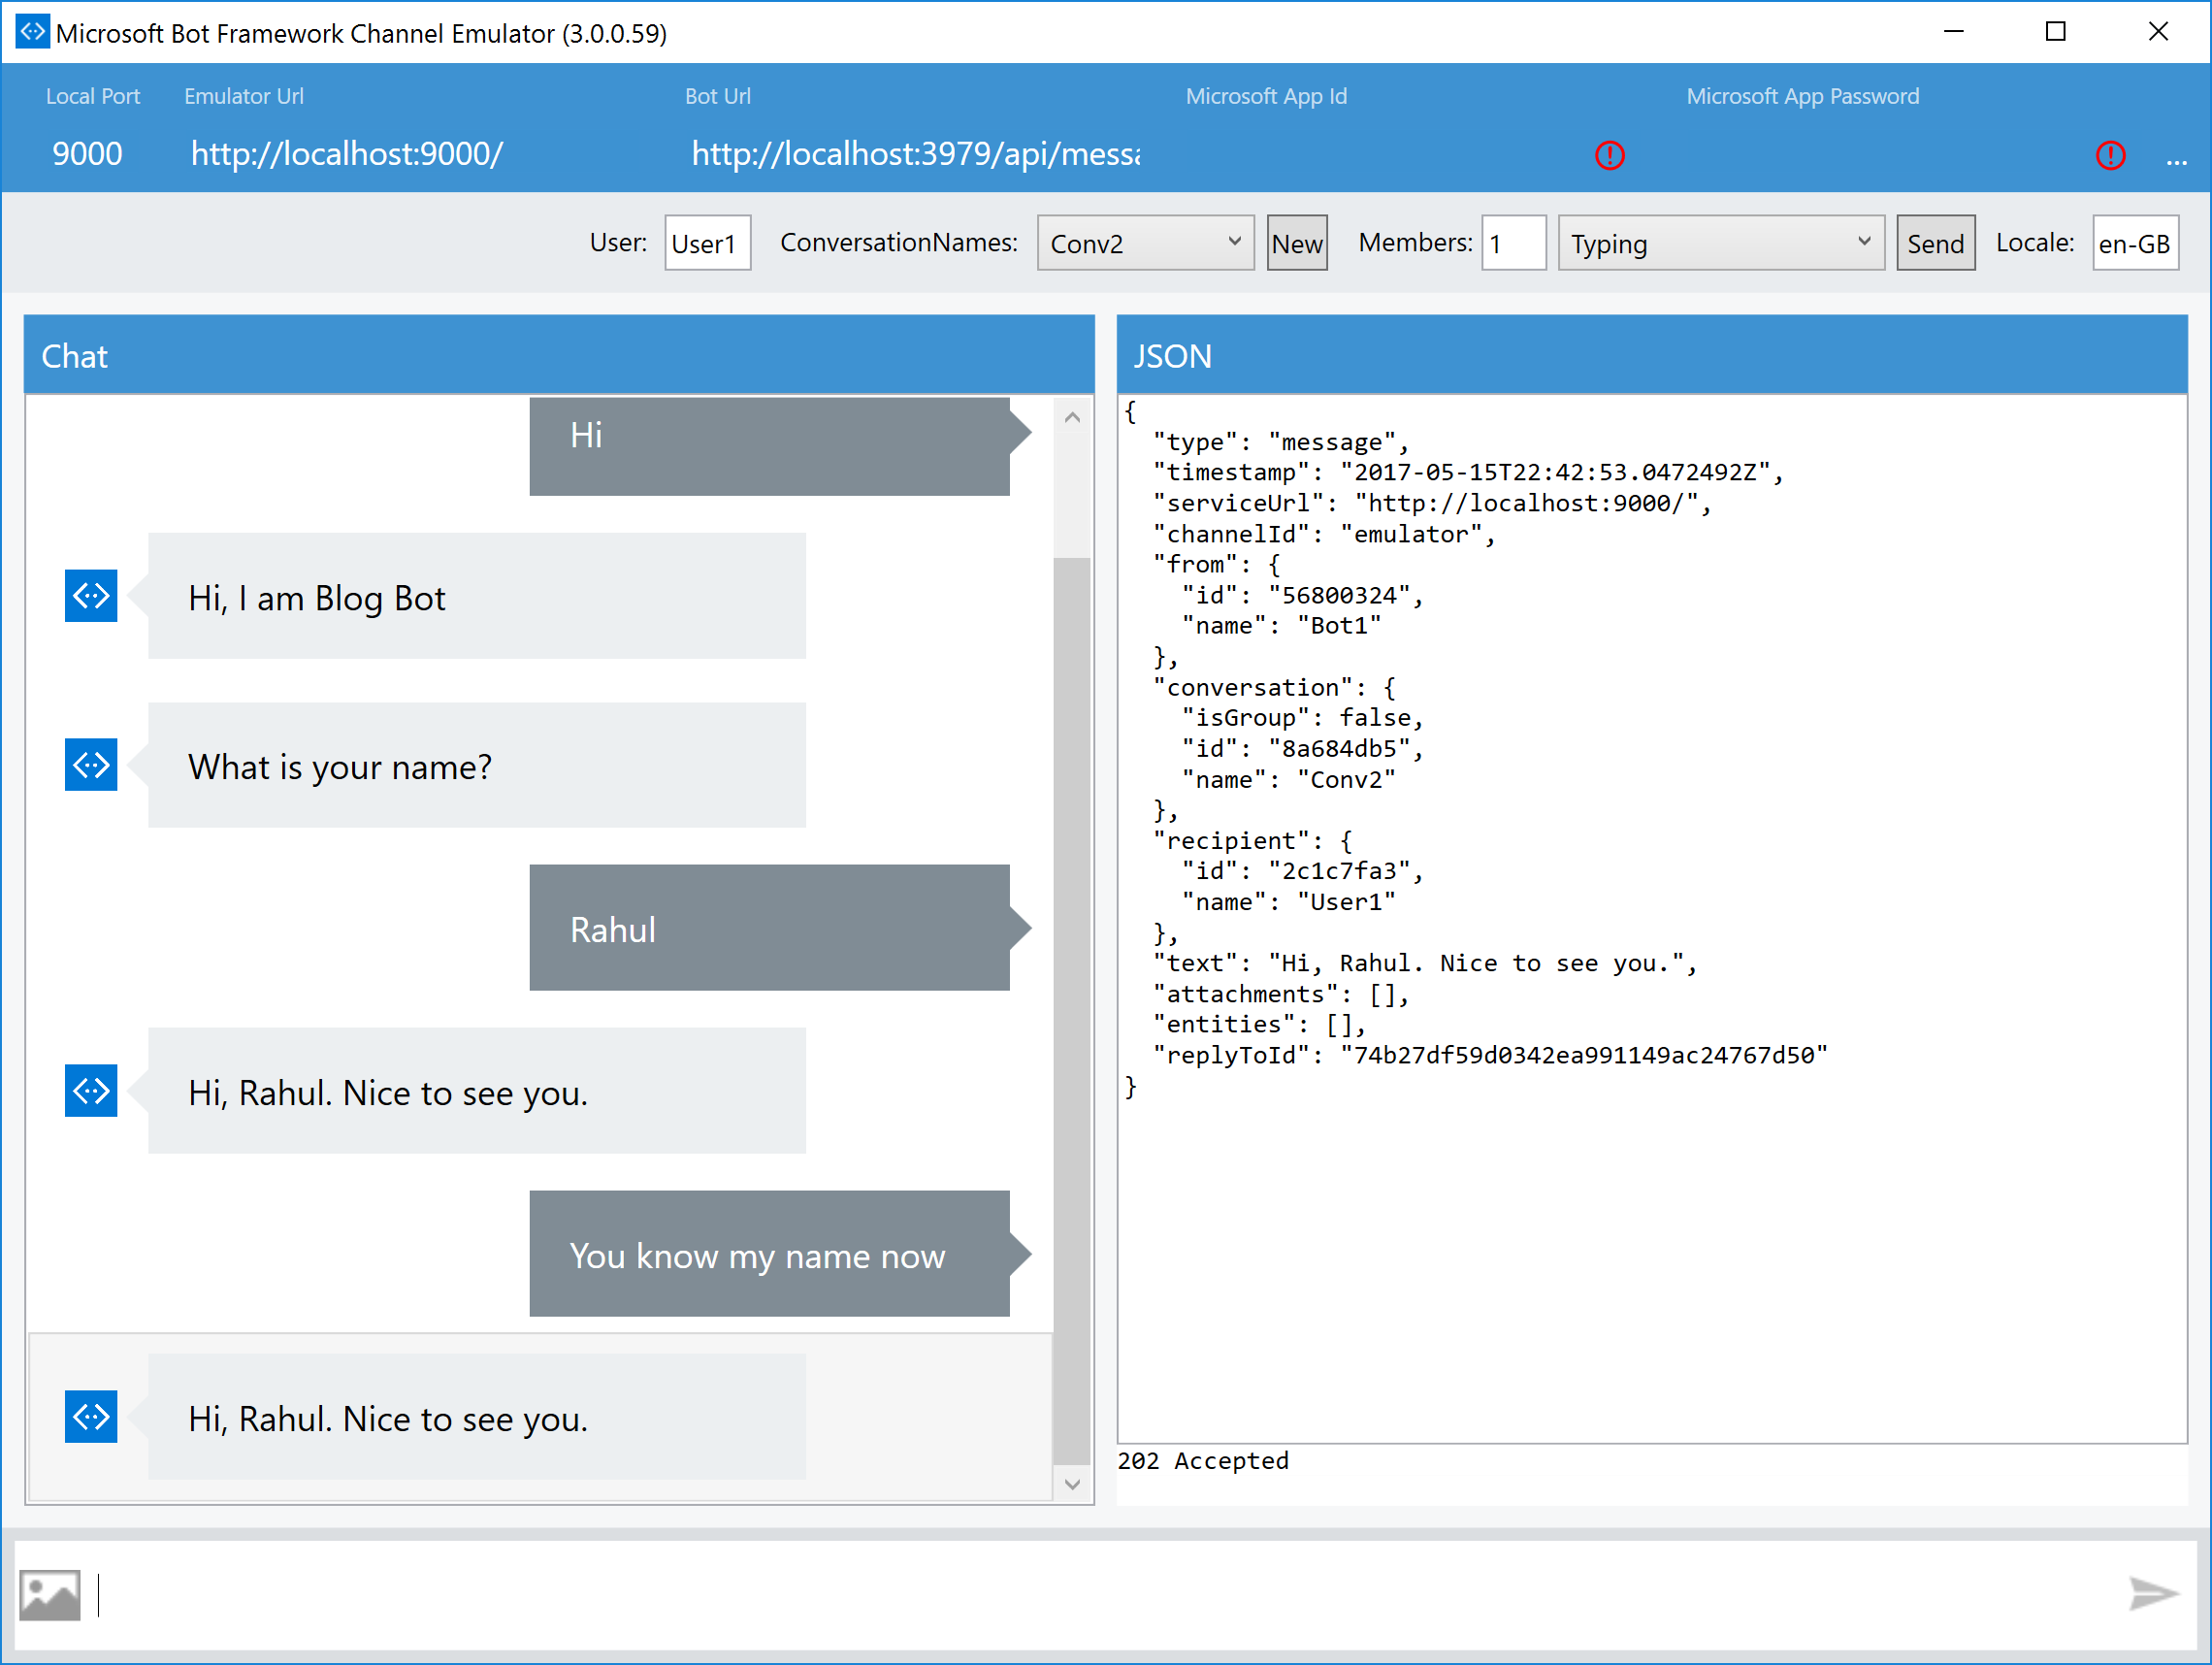 Microsoft Bot Framework Channel Emulator (3.0.0.59)
Local Port Emulator Url Bot Url Microsoft App Id Microsoft App Password
9000 http://localhost:9000/ http://localhost:3979/api/messa ...
User: User1 ConversationNames: Conv2 New Members: 1 Typing Send Locale: en-GB
Chat
Hi
Hi, I am Blog Bot
What is your name?
Rahul
Hi, Rahul. Nice to see you.
You know my name now
Hi, Rahul. Nice to see you.
JSON
{
"type": "message",
"timestamp": "2017-05-15T22:42:53.0472492Z",
"serviceUrl": "http://localhost:9000/",
"channelId": "emulator",
"from": {
"id": "56800324",
"name": "Bot1"
},
"conversation": {
"isGroup": false,
"id": "8a684db5",
"name": "Conv2"
},
"recipient": {
"id": "2c1c7fa3",
"name": "User1"
},
"text": "Hi, Rahul. Nice to see you.",
"attachments": [],
"entities": [],
"replyToId": "74b27df59d0342ea991149ac24767d50"
}
202 Accepted